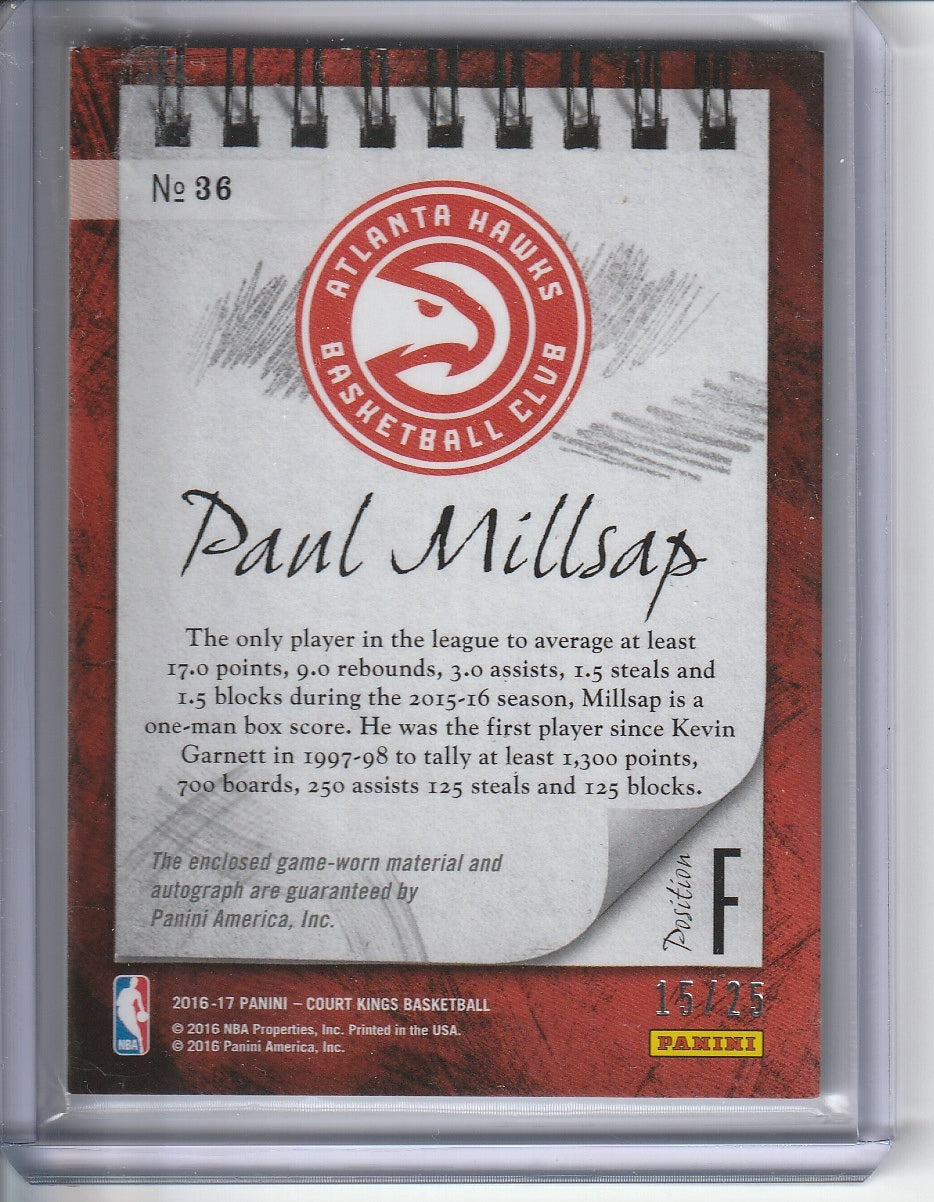 № 36
ATLANTA HAWKS
BASKETBALL CLUB
Paul Millsap
The only player in the league to average at least
17.0 points, 9.0 rebounds, 3.0 assists, 1.5 steals and
1.5 blocks during the 2015-16 season, Millsap is a
one-man box score. He was the first player since Kevin
Garnett in 1997-98 to tally at least 1,300 points,
700 boards, 250 assists 125 steals and 125 blocks.
The enclosed game-worn material and
autograph are guaranteed by
Panini America, Inc.
Position F
15/25
2016-17 PANINI – COURT KINGS BASKETBALL
© 2016 NBA Properties, Inc. Printed in the USA.
© 2016 Panini America, Inc.
NBA
PANINI